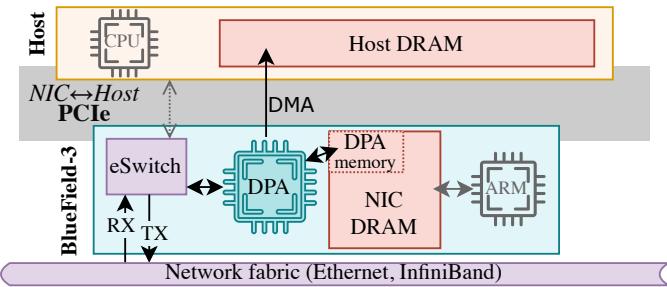 Host
CPU
Host DRAM
NIC↔Host
PCIe
DMA
BlueField-3
eSwitch
DPA
DPA
memory
NIC
DRAM
ARM
RX
TX
Network fabric (Ethernet, InfiniBand)